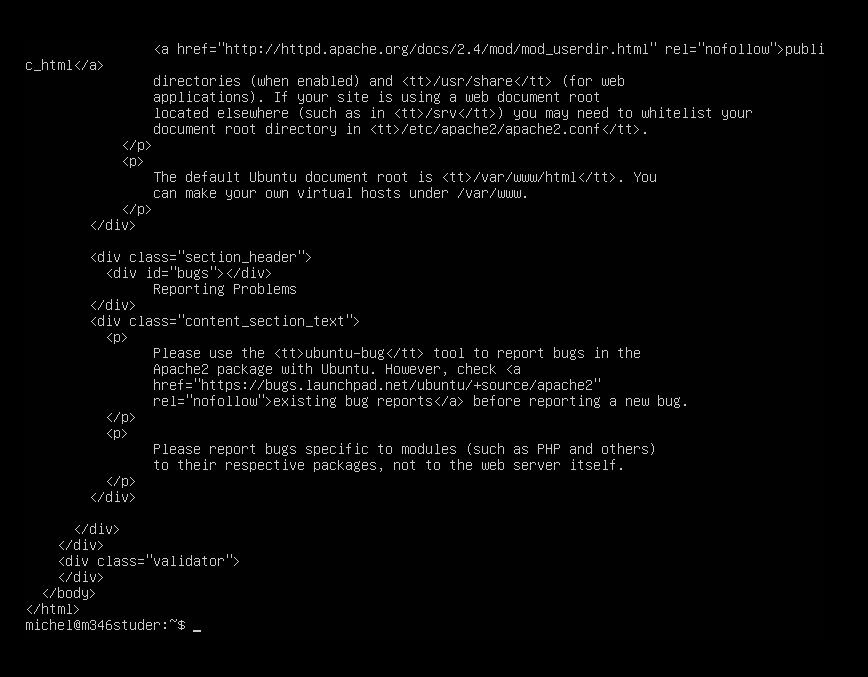 <a href="http://httpd.apache.org/docs/2.4/mod/mod_userdir.html" rel="nofollow">publi
c_html</a>
directories (when enabled) and <tt>/usr/share</tt> (for web
applications). If your site is using a web document root
located elsewhere (such as in <tt>/srv</tt>) you may need to whitelist your
document root directory in <tt>/etc/apache2/apache2.conf</tt>.
</p>
<p>
The default Ubuntu document root is <tt>/var/www/html</tt>. You
can make your own virtual hosts under /var/www.
</p>
</div>
<div class="section_header">
<div id="bugs"></div>
Reporting Problems
</div>
<div class="content_section_text">
<p>
Please use the <tt>ubuntu-bug</tt> tool to report bugs in the
Apache2 package with Ubuntu. However, check <a
href="https://bugs.launchpad.net/ubuntu/+source/apache2"
rel="nofollow">existing bug reports</a> before reporting a new bug.
</p>
<p>
Please report bugs specific to modules (such as PHP and others)
to their respective packages, not to the web server itself.
</p>
</div>
</div>
</div>
<div class="validator">
</div>
</body>
</html>
michel@m346studer:~$ _